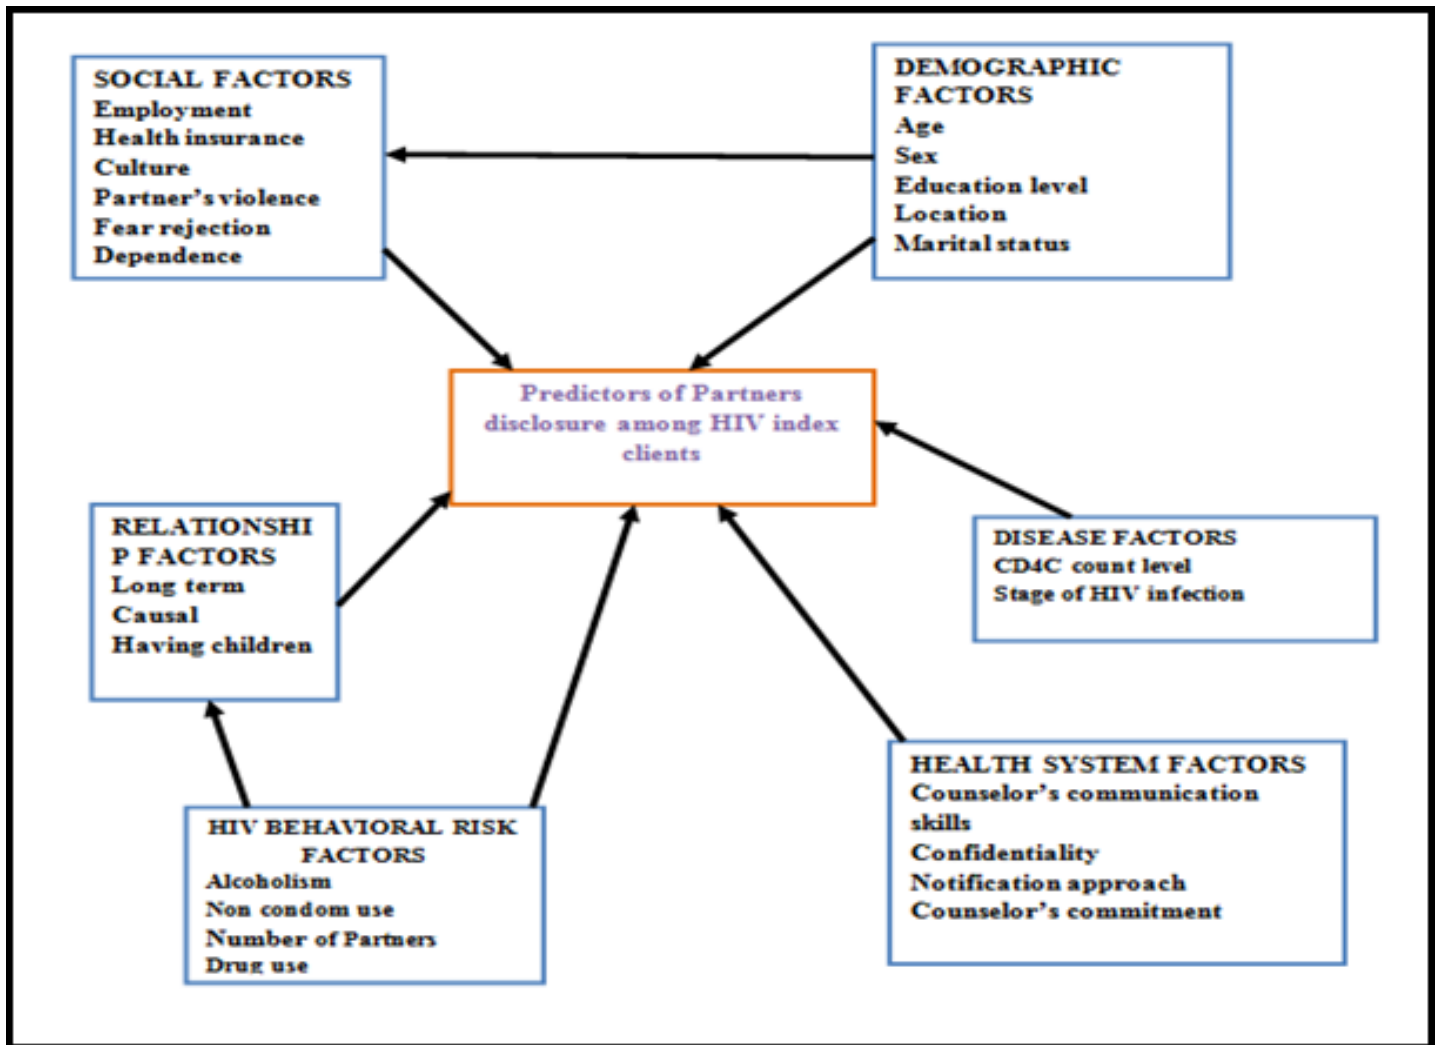 SOCIAL FACTORS
Employment
Health insurance
Culture
Partner's violence
Fear rejection
Dependence
DEMOGRAPHIC
FACTORS
Age
Sex
Education level
Location
Marital status
Predictors of Partners
disclosure among HIV index
clients
RELATIONSHI
P FACTORS
Long term
Causal
Having children
DISEASE FACTORS
CD4C count level
Stage of HIV infection
HIV BEHAVIORAL RISK
FACTORS
Alcoholism
Non condom use
Number of Partners
Drug use
HEALTH SYSTEM FACTORS
Counselor's communication
skills
Confidentiality
Notification approach
Counselor's commitment